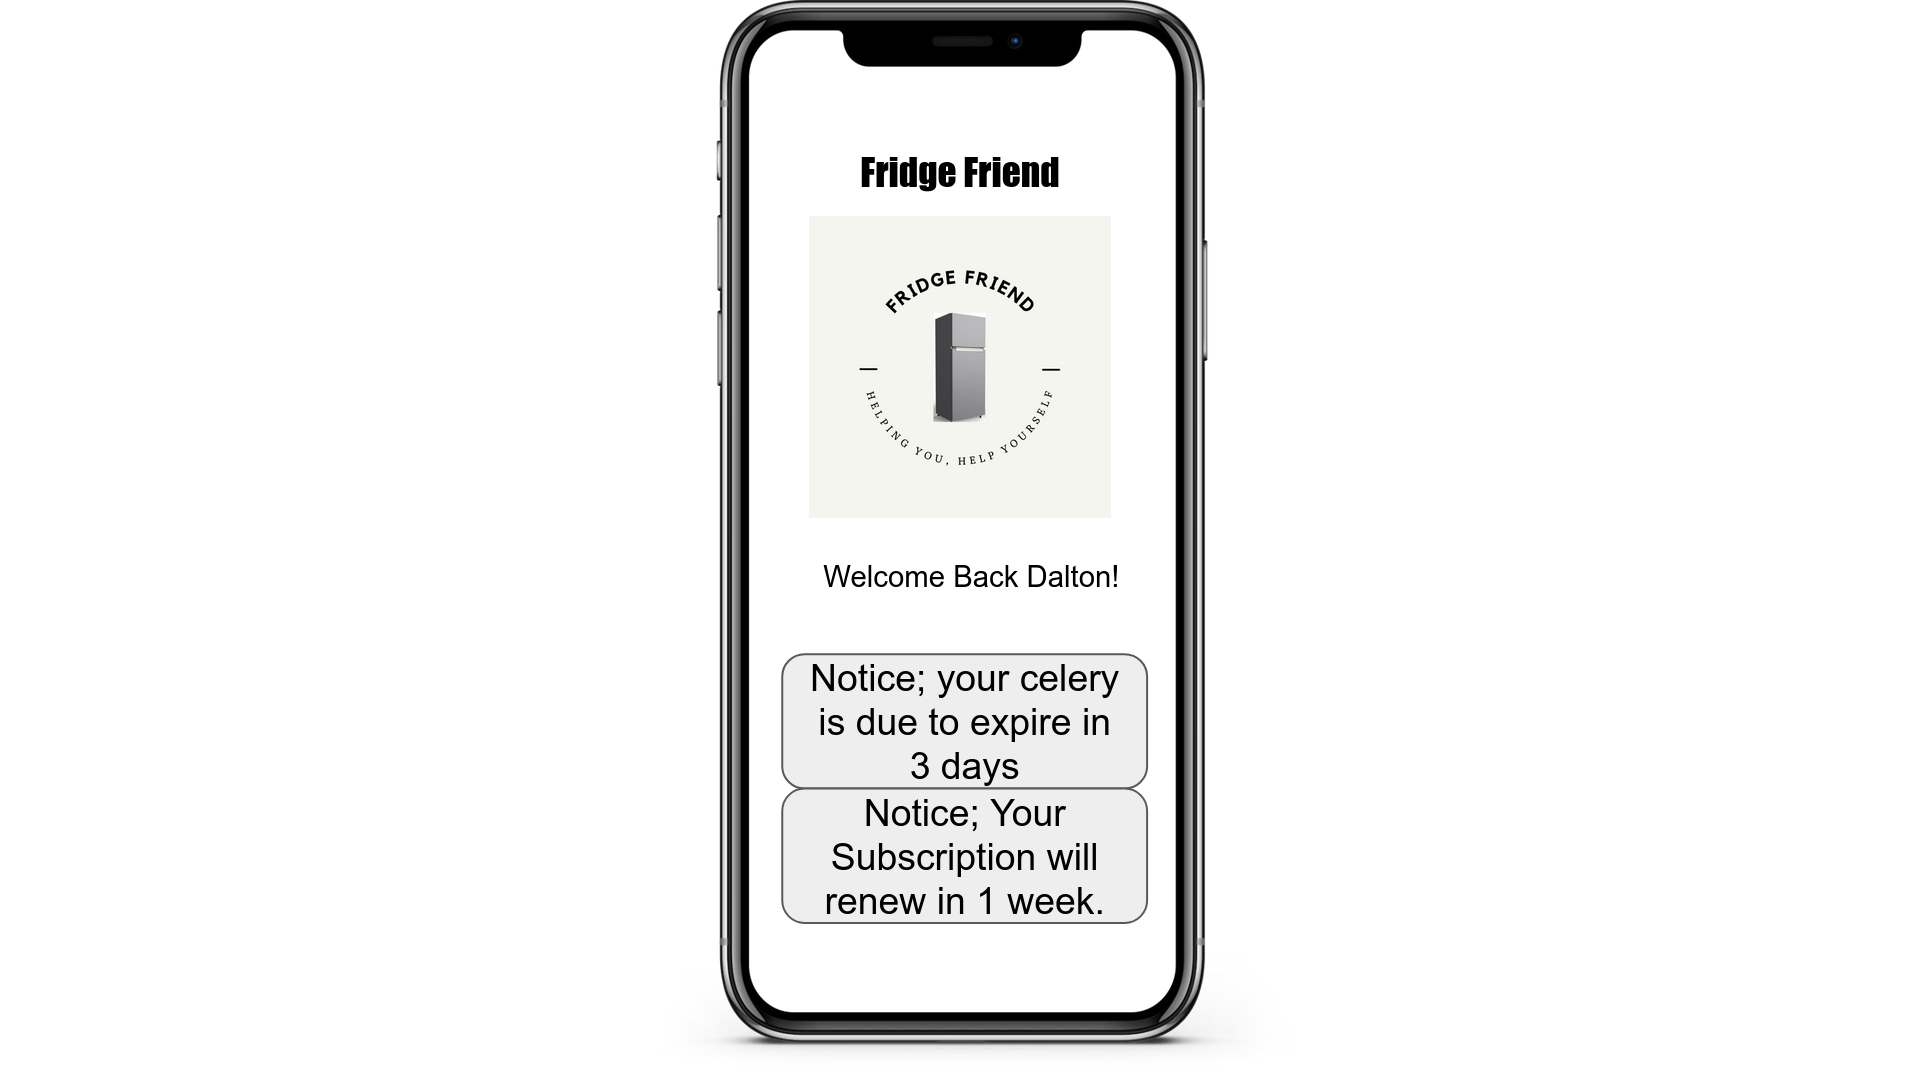 Fridge Friend
FRIDGE FRIEND
HELPING YOU, HELP YOURSELF
Welcome Back Dalton!
Notice; your celery
is due to expire in
3 days
Notice; Your
Subscription will
renew in 1 week.